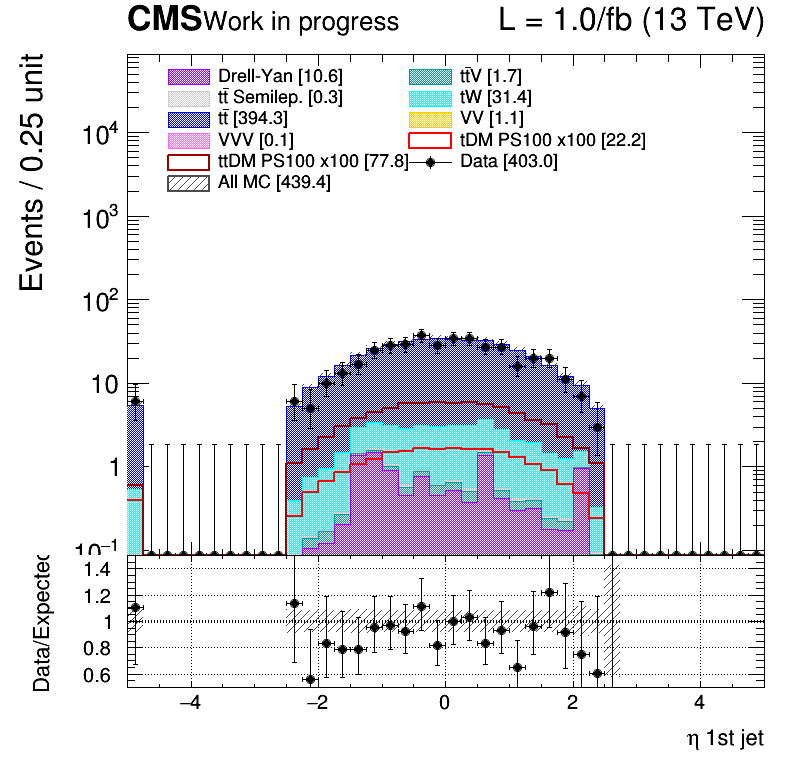 CMS Work in progress L = 1.0/fb (13 TeV)
Events / 0.25 unit
Drell-Yan [10.6] tt̄V [1.7]
tt̄ Semilep. [0.3] tW [31.4]
tt̄ [394.3] VV [1.1]
VVV [0.1] tDM PS100 x100 [22.2]
ttDM PS100 x100 [77.8] Data [403.0]
All MC [439.4]
10⁴
10³
10²
10
1
10⁻¹
Data/Expected
1.4
1.2
1
0.8
0.6
−4 −2 0 2 4
η 1st jet